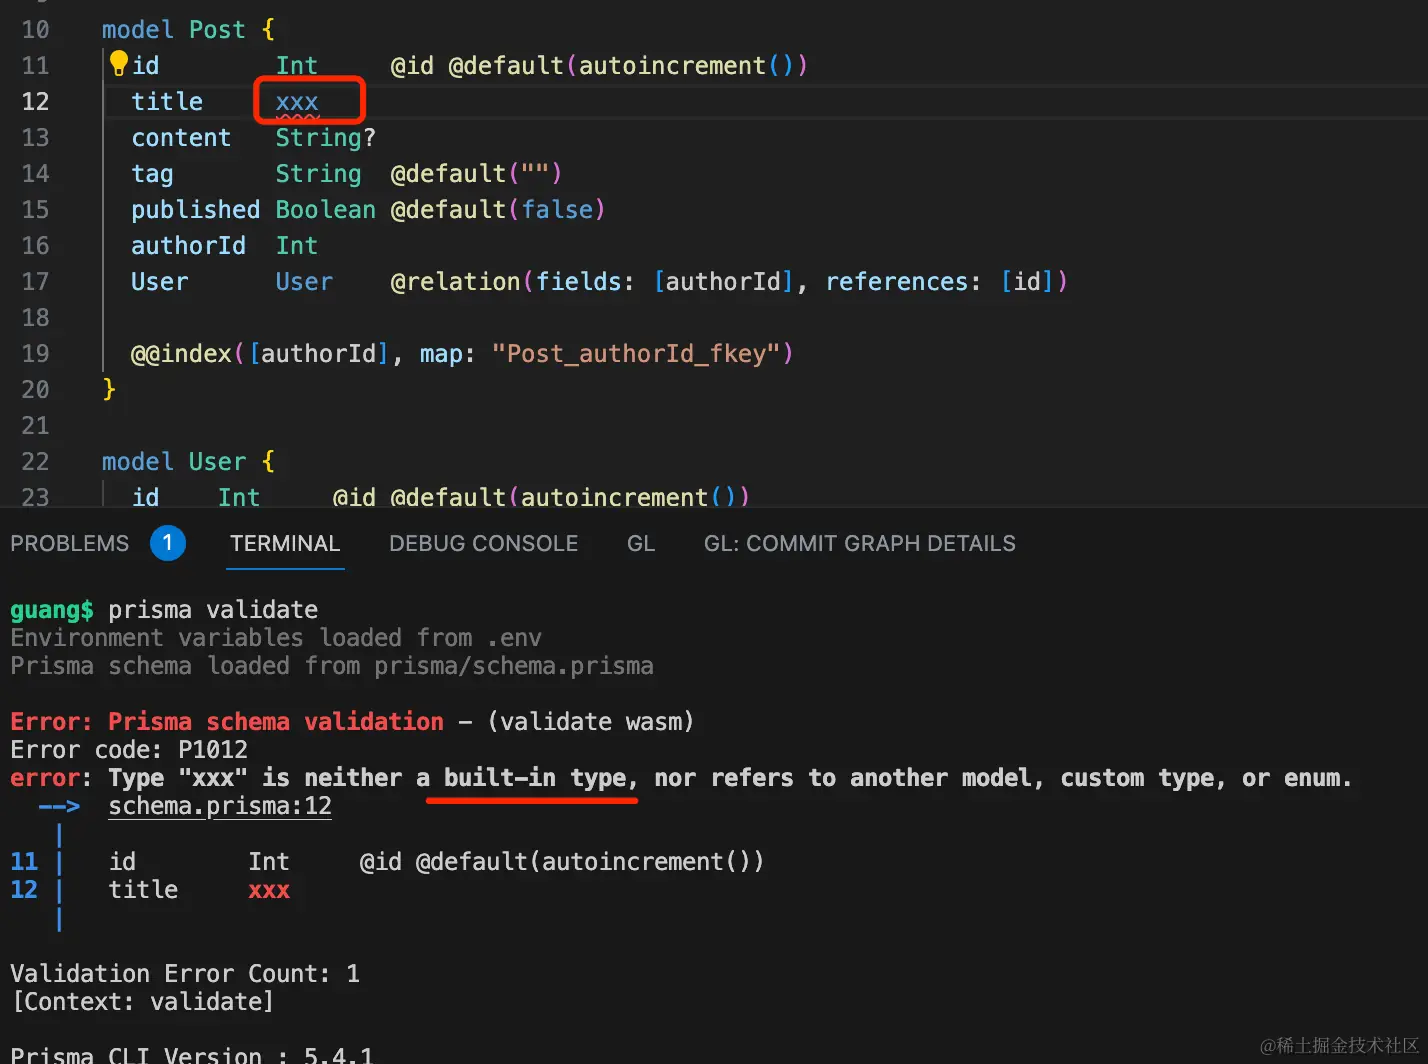 10 model Post {
11 id Int @id @default(autoincrement())
12 title xxx
13 content String?
14 tag String @default("")
15 published Boolean @default(false)
16 authorId Int
17 User User @relation(fields: [authorId], references: [id])
18
19 @@index([authorId], map: "Post_authorId_fkey")
20 }
21
22 model User {
23 id Int @id @default(autoincrement())
PROBLEMS 1 TERMINAL DEBUG CONSOLE GL GL: COMMIT GRAPH DETAILS
guang$ prisma validate
Environment variables loaded from .env
Prisma schema loaded from prisma/schema.prisma
Error: Prisma schema validation - (validate wasm)
Error code: P1012
error: Type "xxx" is neither a built-in type, nor refers to another model, custom type, or enum.
--> schema.prisma:12
|
11 | id Int @id @default(autoincrement())
12 | title xxx
|
Validation Error Count: 1
[Context: validate]
Prisma CLI Version : 5.4.1
@稀土掘金技术社区